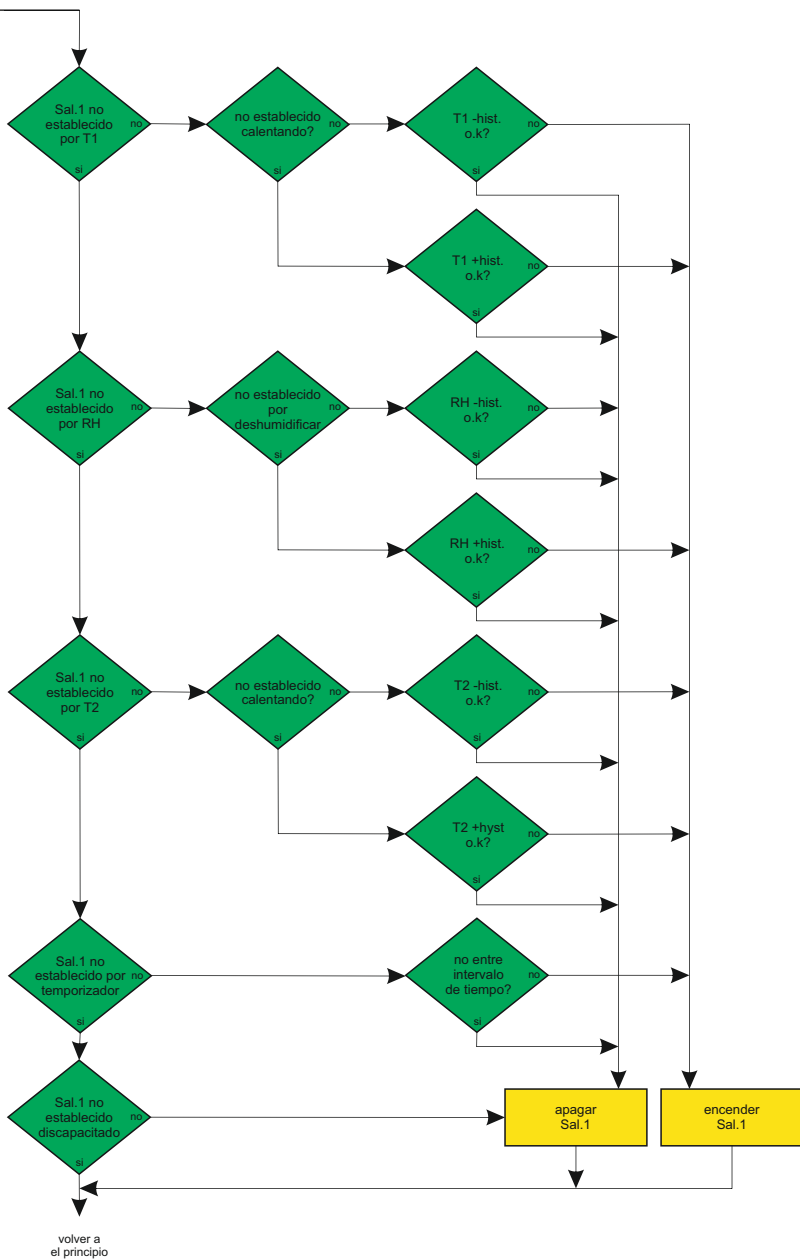 Sal.1 no
establecido
por T1
no
si
no establecido
calentando?
no
si
T1 -hist.
o.k?
no
si
T1 +hist.
o.k?
no
si
Sal.1 no
establecido
por RH
no
si
no establecido
por
deshumidificar
no
si
RH -hist.
o.k?
no
si
RH +hist.
o.k?
no
si
Sal.1 no
establecido
por T2
no
si
no establecido
calentando?
no
si
T2 -hist.
o.k?
no
si
T2 +hyst
o.k?
no
si
Sal.1 no
establecido por
temporizador
no
si
no entre
intervalo
de tiempo?
no
si
Sal.1 no
establecido
discapacitado
no
si
apagar
Sal.1
encender
Sal.1
volver a
el principio